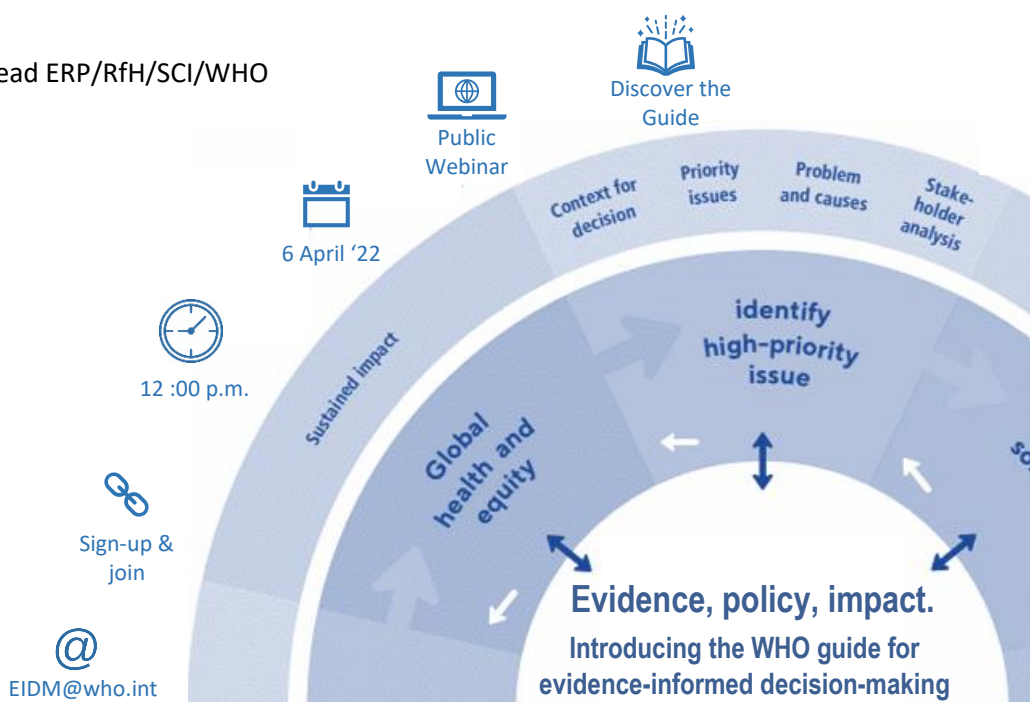 ead ERP/RfH/SCI/WHO
Discover the
Guide
Public
Webinar
6 April ‘22
12 :00 p.m.
Sign-up &
join
@
EIDM@who.int
Context for
decision
Priority
issues
Problem
and causes
Stake-
holder
analysis
Sustained impact
identify
high-priority
issue
Global
health and
equity
Evidence, policy, impact.
Introducing the WHO guide for
evidence-informed decision-making